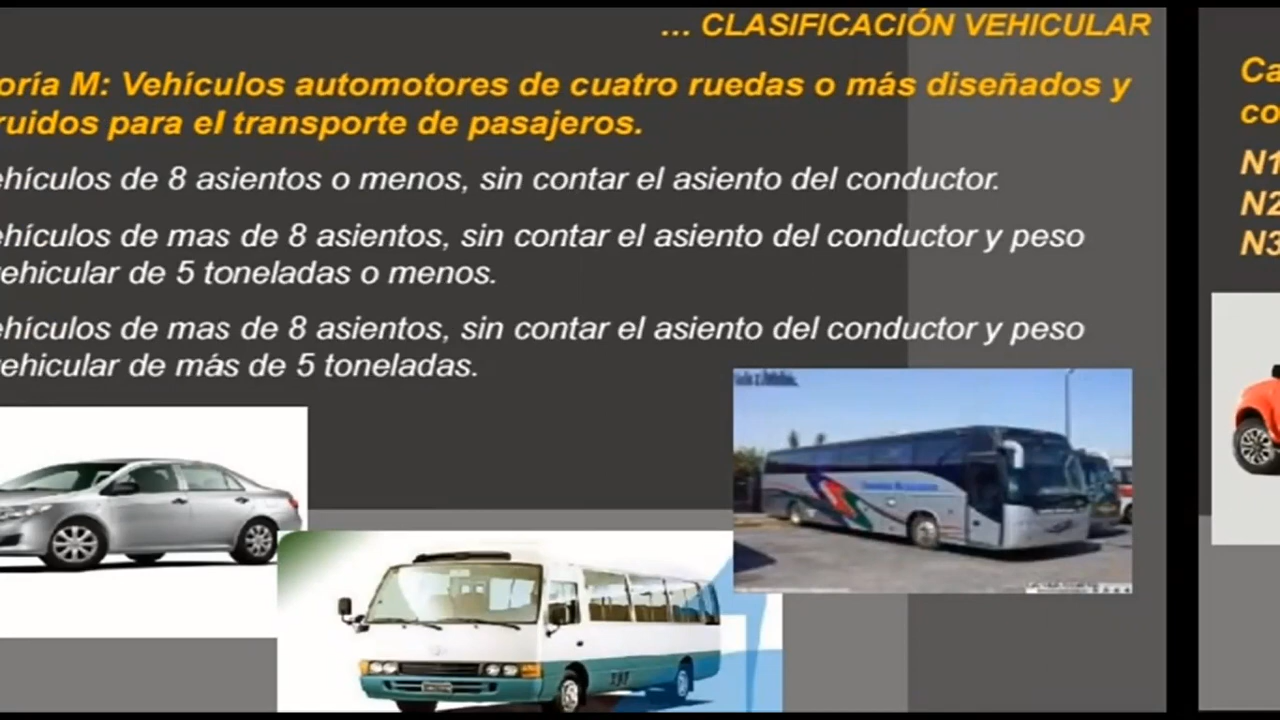 ... CLASIFICACIÓN VEHICULAR
oría M: Vehículos automotores de cuatro ruedas o más diseñados y
ruidos para el transporte de pasajeros.
ehículos de 8 asientos o menos, sin contar el asiento del conductor.
ehículos de mas de 8 asientos, sin contar el asiento del conductor y peso
ehicular de 5 toneladas o menos.
ehículos de mas de 8 asientos, sin contar el asiento del conductor y peso
ehicular de más de 5 toneladas.
Ca
co
N1
N2
N3